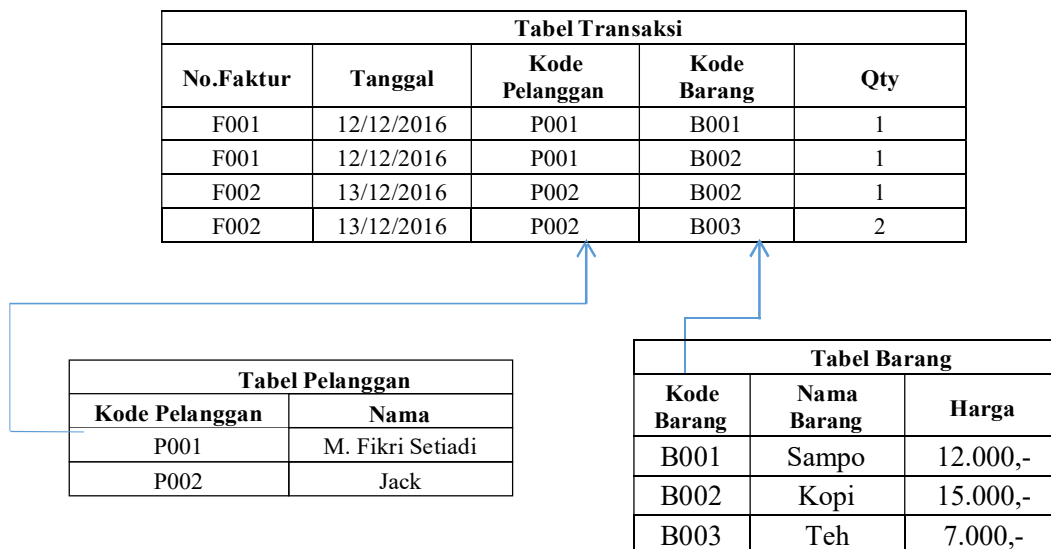 Tabel Transaksi
No.Faktur Tanggal Kode Pelanggan Kode Barang Qty
F001 12/12/2016 P001 B001 1
F001 12/12/2016 P001 B002 1
F002 13/12/2016 P002 B002 1
F002 13/12/2016 P002 B003 2
Tabel Pelanggan
Kode Pelanggan Nama
P001 M. Fikri Setiadi
P002 Jack
Tabel Barang
Kode Barang Nama Barang Harga
B001 Sampo 12.000,-
B002 Kopi 15.000,-
B003 Teh 7.000,-